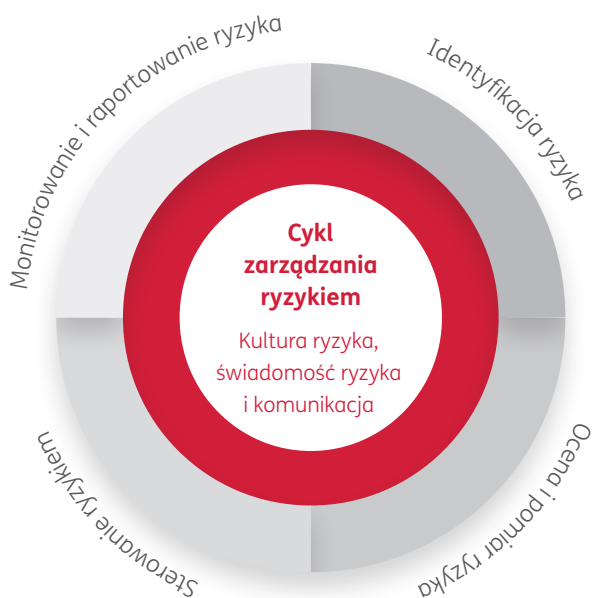 Monitorowanie i raportowanie ryzyka
Identyfikacja ryzyka
Cykl
zarządzania
ryzykiem
Kultura ryzyka,
świadomość ryzyka
i komunikacja
Sterowanie ryzykiem
Ocena i pomiar ryzyka